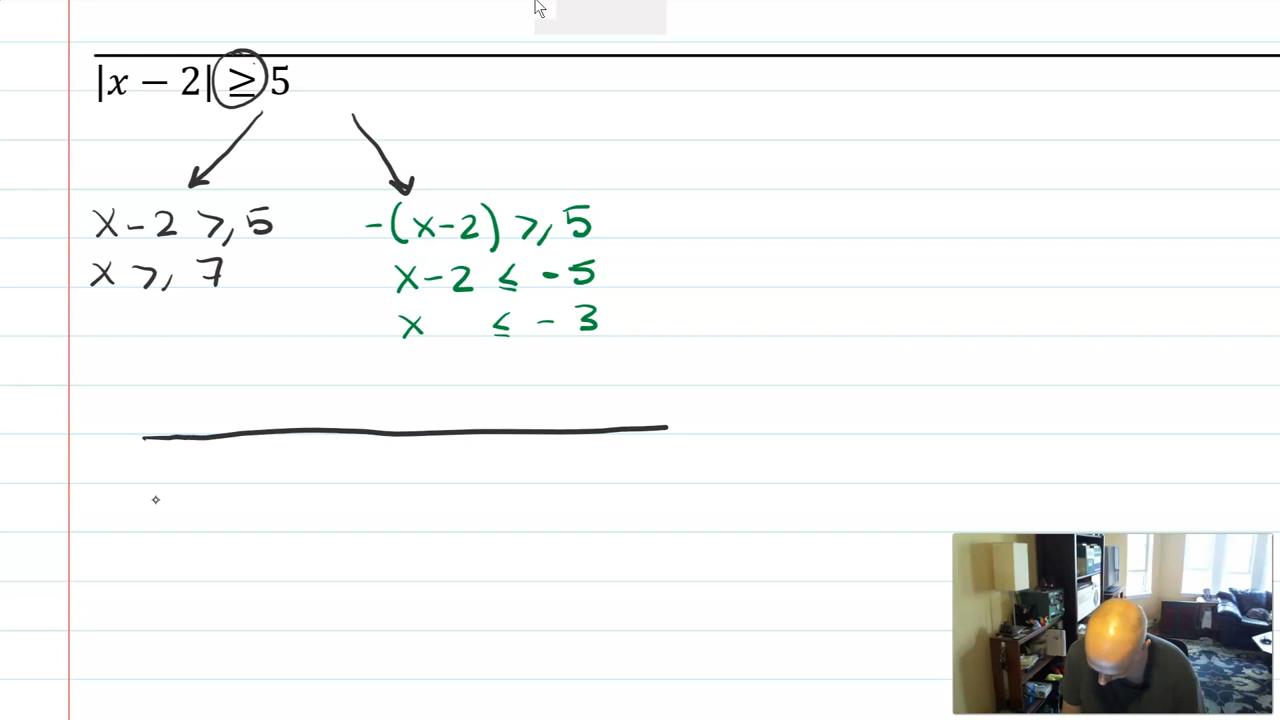 |x − 2| ≥ 5
x - 2 ≥ 5
x ≥ 7
-(x-2) ≥ 5
x - 2 ≤ -5
x ≤ - 3